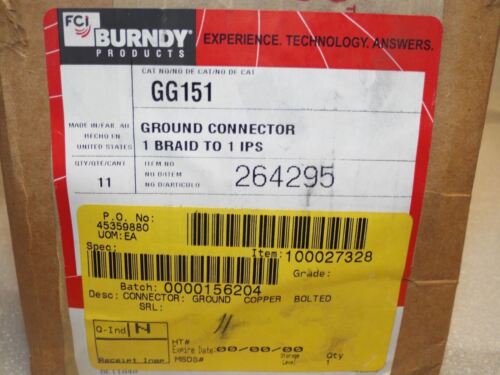 FCI
BURNDY®
PRODUCTS
EXPERIENCE. TECHNOLOGY. ANSWERS.
CAT NO/NO DE CAT/NO DE CAT
GG151
MADE IN/FAB. AU
HECHO EN
UNITED STATES
GROUND CONNECTOR
1 BRAID TO 1 IPS
QTY/QTE/CANT
11
ITEM NO
NO D/ITEM
NO D/ARTICULO
264295
P.O. No:
45359880
UOM:EA
Spec:
Item:100027328
Grade:
Batch: 0000156204
Desc: CONNECTOR: GROUND COPPER BOLTED
SRL:
Q-Ind N
11
HT#
Expire Date:00/00/00
Storage
Level
Qty
1
Receipt Insp
MSDS#